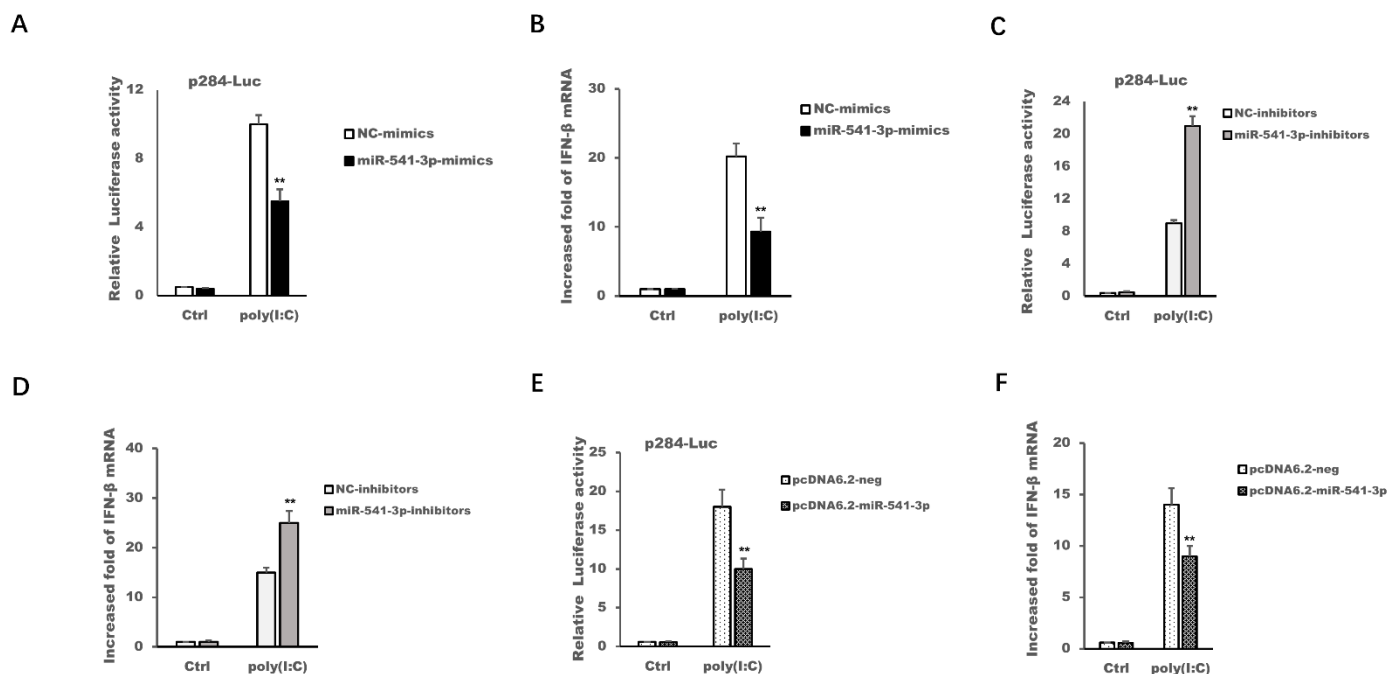 A
p284-Luc
Relative Luciferase activity
12
8
4
0
NC-mimics
miR-541-3p-mimics
**
Ctrl
poly(I:C)
B
Increased fold of IFN-β mRNA
30
20
10
0
NC-mimics
miR-541-3p-mimics
**
Ctrl
poly(I:C)
C
p284-Luc
Relative Luciferase activity
24
20
16
12
8
4
0
NC-inhibitors
miR-541-3p-inhibitors
**
Ctrl
poly(I:C)
D
Increased fold of IFN-β mRNA
40
30
20
10
0
NC-inhibitors
miR-541-3p-inhibitors
**
Ctrl
poly(I:C)
E
p284-Luc
Relative Luciferase activity
25
20
15
10
5
0
pcDNA6.2-neg
pcDNA6.2-miR-541-3p
**
Ctrl
poly(I:C)
F
Increased fold of IFN-β mRNA
20
15
10
5
0
pcDNA6.2-neg
pcDNA6.2-miR-541-3p
**
Ctrl
poly(I:C)